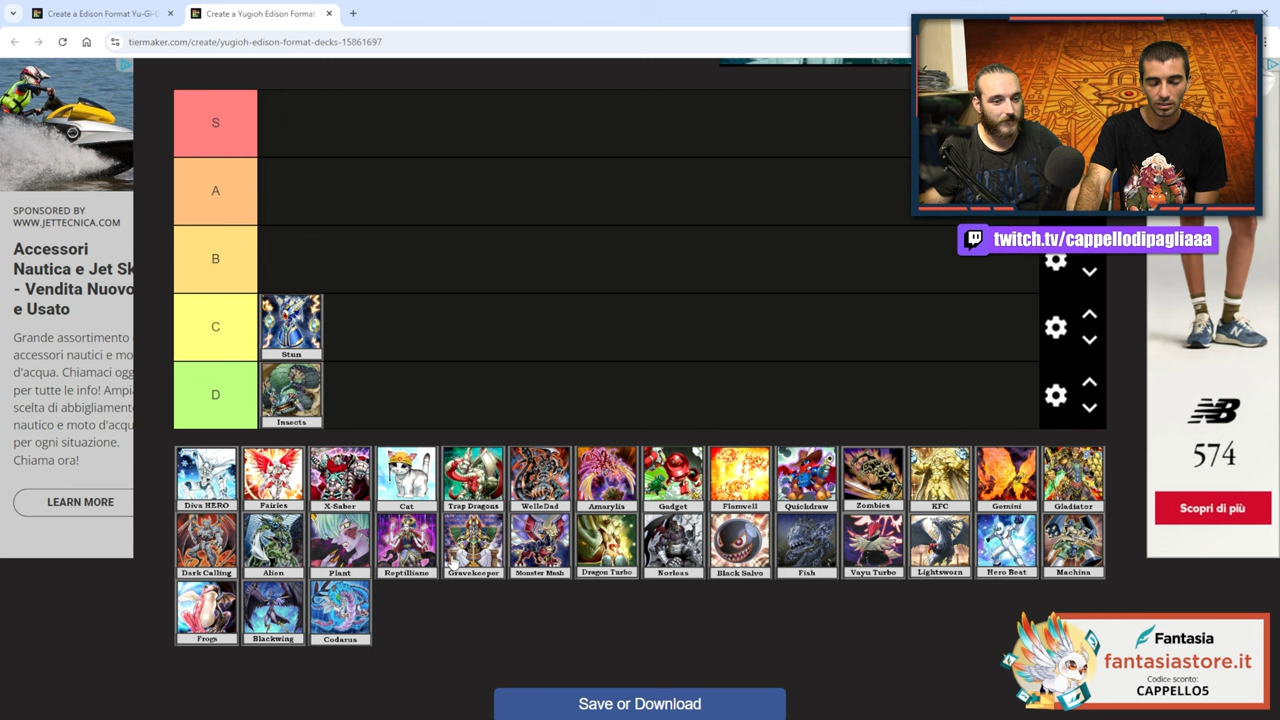 Create a Edison Format Yu-Gi-O
Create a Yugioh Edison Format
tiermaker.com/create/yugioh-edison-format-decks-15861697
S
A
B
C
D
Stun
Insects
SPONSORED BY
WWW.JETTECNICA.COM
Accessori
Nautica e Jet Sk
- Vendita Nuovo
e Usato
Grande assortimento
accessori nautici e mo
d'acqua. Chiamaci ogg
per tutte le info! Ampi
scelta di abbigliament
nautico e moto d'acqu
per ogni situazione.
Chiama ora!
LEARN MORE
twitch.tv/cappellodipagliaaa
NB
574
Scopri di più
Diva HERO
Fairies
X-Saber
Cat
Trap Dragons
WelleDad
Amarylis
Gadget
Flamvell
Quickdraw
Zombies
KFC
Gemini
Gladiator
Dark Calling
Alien
Plant
Reptilianne
Gravekeeper
Monster Mash
Dragon Turbo
Norleas
Black Salvo
Fish
Vayu Turbo
Lightsworn
Hero Beat
Machina
Frogs
Blackwing
Codarus
Save or Download
Fantasia
fantasiastore.it
Codice sconto:
CAPPELLO5